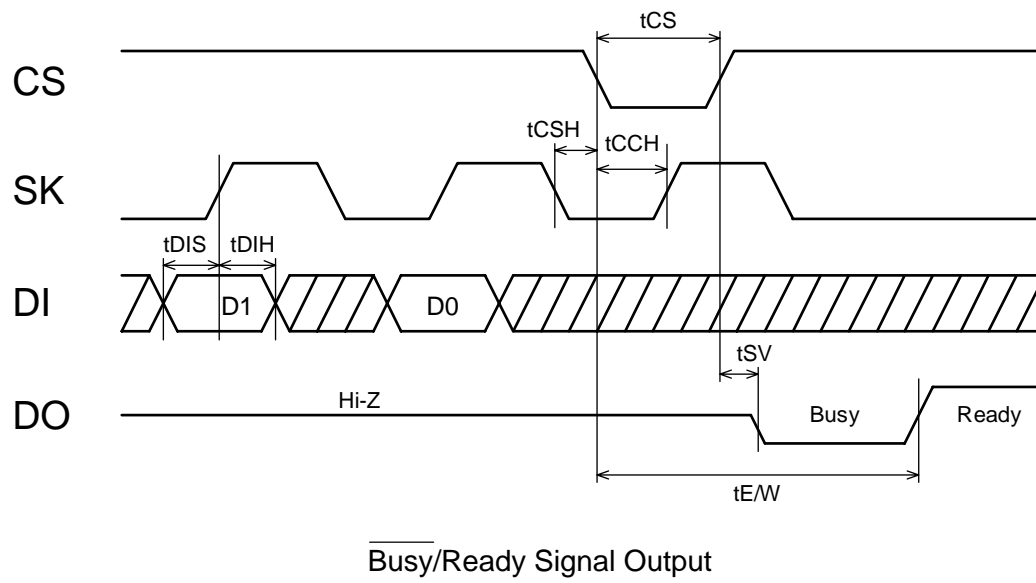 tCS
CS
tCSH
tCCH
SK
tDIS
tDIH
DI
D1
D0
tSV
DO
Hi-Z
Busy
Ready
tE/W
Busy/Ready Signal Output